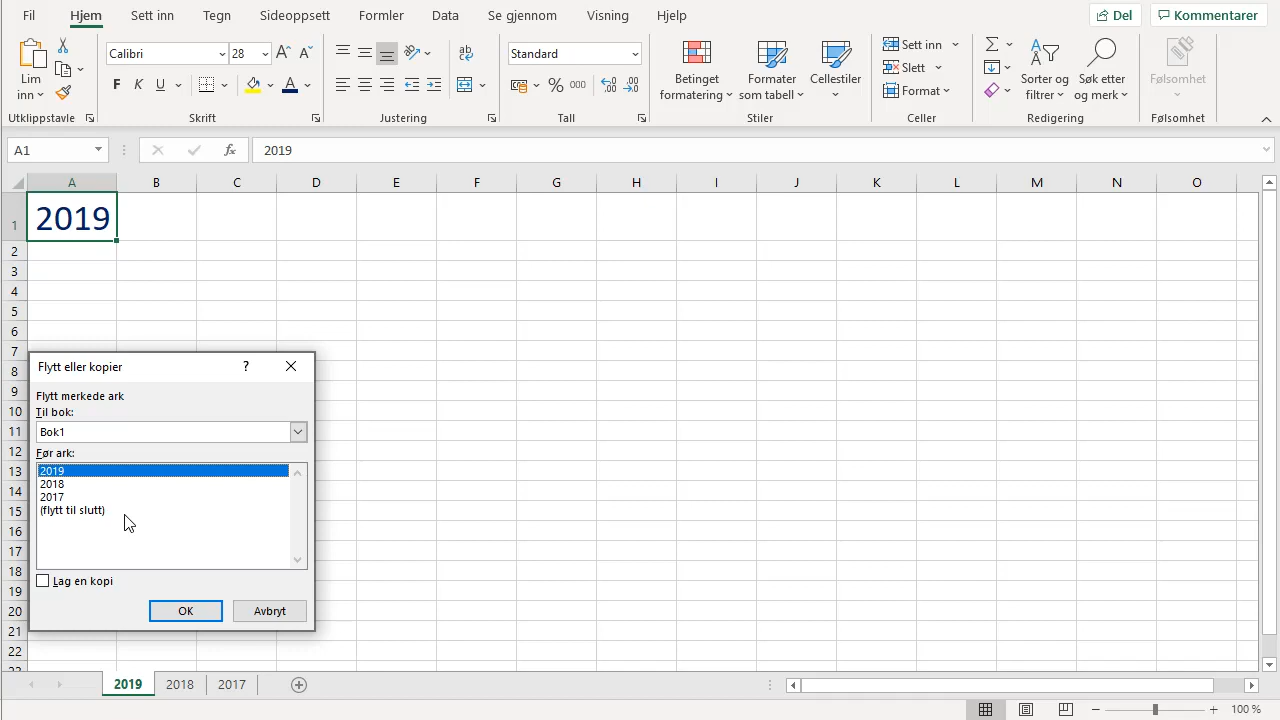 Fil Hjem Sett inn Tegn Sideoppsett Formler Data Se gjennom Visning Hjelp Del Kommentarer
Lim inn
Calibri 28
F K U
Standard
% 000
Betinget formatering
Formater som tabell
Cellestiler
Sett inn
Slett
Format
Sorter og filtrer
Søk etter og merk
Følsomhet
Utklippstavle Skrift Justering Tall Stiler Celler Redigering Følsomhet
A1 fx 2019
A B C D E F G H I J K L M N O
1 2019
2
3
4
5
6
7
8
9
10
11
12
13
14
15
16
17
18
19
20
21
22
23
Flytt eller kopier ?
Flytt merkede ark
Til bok:
Bok1
Før ark:
2019
2018
2017
(flytt til slutt)
Lag en kopi
OK Avbryt
2019 2018 2017
100 %